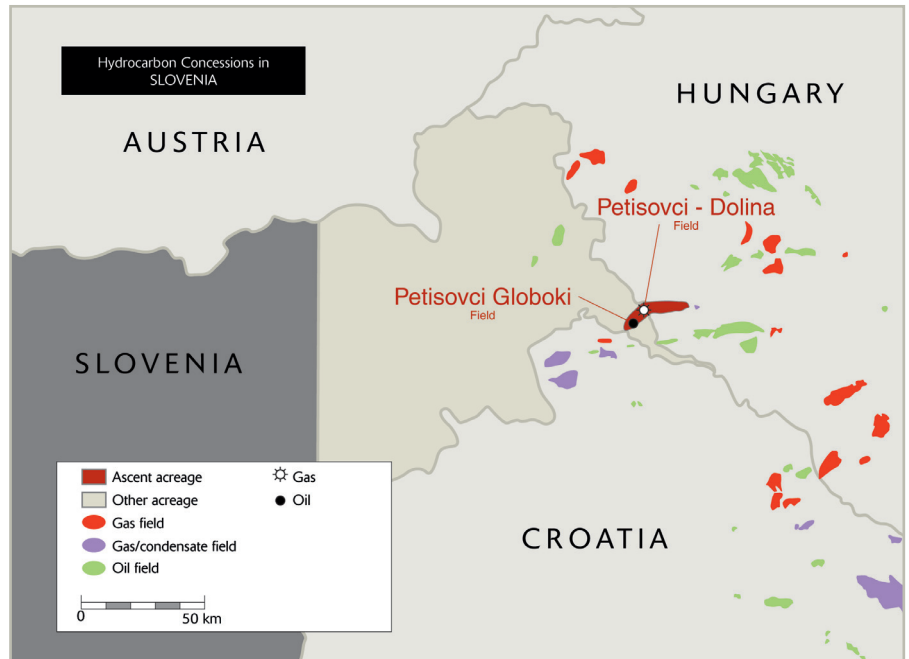 Hydrocarbon Concessions in
SLOVENIA
HUNGARY
AUSTRIA
Petisovci - Dolina
Field
Petisovci Globoki
Field
SLOVENIA
CROATIA
Ascent acreage
Other acreage
Gas field
Gas/condensate field
Oil field
Gas
Oil
0
50 km